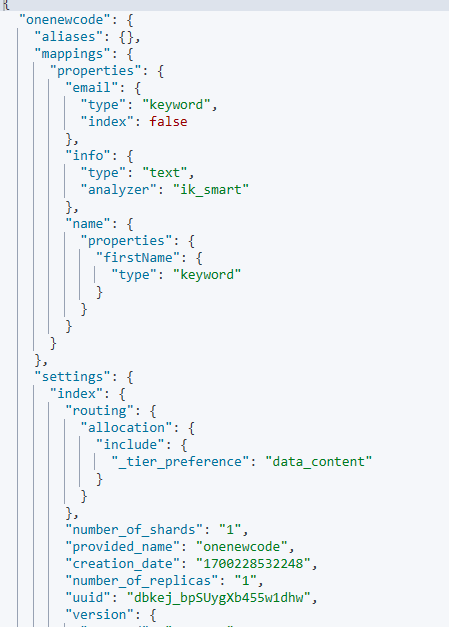 {
"onenewcode": {
"aliases": {},
"mappings": {
"properties": {
"email": {
"type": "keyword",
"index": false
},
"info": {
"type": "text",
"analyzer": "ik_smart"
},
"name": {
"properties": {
"firstName": {
"type": "keyword"
}
}
}
}
},
"settings": {
"index": {
"routing": {
"allocation": {
"include": {
"_tier_preference": "data_content"
}
}
},
"number_of_shards": "1",
"provided_name": "onenewcode",
"creation_date": "1700228532248",
"number_of_replicas": "1",
"uuid": "dbkej_bpSUygXb455w1dhw",
"version": {